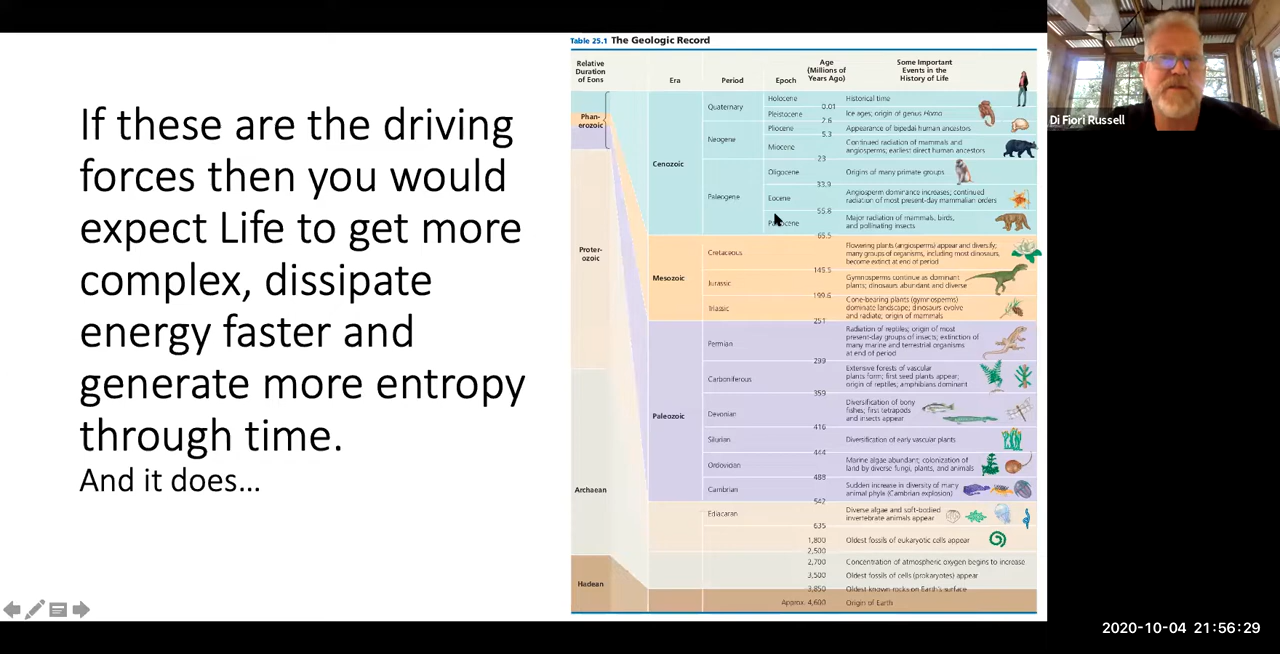 If these are the driving
forces then you would
expect Life to get more
complex, dissipate
energy faster and
generate more entropy
through time.
And it does...
Table 25.1 The Geologic Record
Relative
Duration
of Eons
Era
Period
Epoch
Age
(Millions of
Years Ago)
Some Important
Events in the
History of Life
Phan-
erozoic
Proter-
ozoic
Archaean
Hadean
Cenozoic
Quaternary
Holocene
Historical time
0.01
Pleistocene
Ice ages; origin of genus Homo
2.6
Neogene
Pliocene
Appearance of bipedal human ancestors
5.3
Miocene
Continued radiation of mammals and
angiosperms; earliest direct human ancestors
23
Paleogene
Oligocene
Origins of many primate groups
33.9
Eocene
Angiosperm dominance increases; continued
radiation of most present-day mammalian orders
55.8
Major radiation of mammals, birds,
and pollinating insects
65.5
Mesozoic
Cretaceous
Flowering plants (angiosperms) appear and diversify;
many groups of organisms, including most dinosaurs,
become extinct at end of period
145.5
Jurassic
Gymnosperms continue as dominant
plants; dinosaurs abundant and diverse
199.6
Triassic
Cone-bearing plants (gymnosperms)
dominate landscape; dinosaurs evolve
and radiate; origin of mammals
251
Paleozoic
Permian
Radiation of reptiles; origin of most
present-day groups of insects; extinction of
many marine and terrestrial organisms
at end of period
299
Carboniferous
Extensive forests of vascular
plants form; first seed plants appear;
origin of reptiles; amphibians dominant
359
Devonian
Diversification of bony
fishes; first tetrapods
and insects appear
416
Silurian
Diversification of early vascular plants
444
Ordovician
Marine algae abundant; colonization of
land by diverse fungi, plants, and animals
488
Cambrian
Sudden increase in diversity of many
animal phyla (Cambrian explosion)
542
Ediacaran
Diverse algae and soft-bodied
invertebrate animals appear
635
1,800
Oldest fossils of eukaryotic cells appear
2,500
2,700
Concentration of atmospheric oxygen begins to increase
3,500
Oldest fossils of cells (prokaryotes) appear
3,850
Oldest known rocks on Earth's surface
Approx. 4,600
Origin of Earth
Di Fiori Russell
2020-10-04 21:56:29